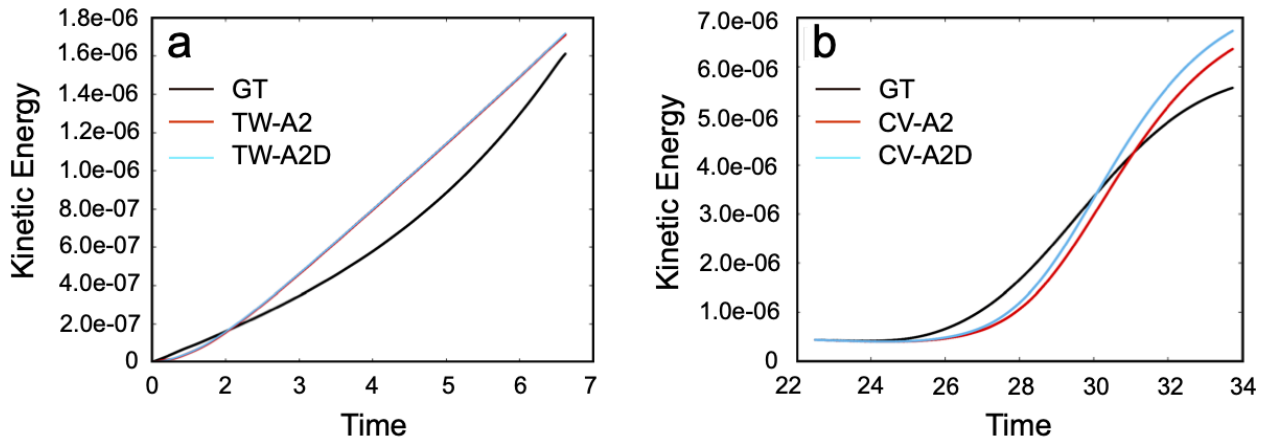 a
1.8e-06
1.6e-06
1.4e-06
1.2e-06
1.0e-06
8.0e-07
6.0e-07
4.0e-07
2.0e-07
0
Kinetic Energy
GT
TW-A2
TW-A2D
0 2 3 4 5 6 7
Time
b
7.0e-06
6.0e-06
5.0e-06
4.0e-06
3.0e-06
2.0e-06
1.0e-06
0
Kinetic Energy
GT
CV-A2
CV-A2D
22 24 26 28 30 32 34
Time